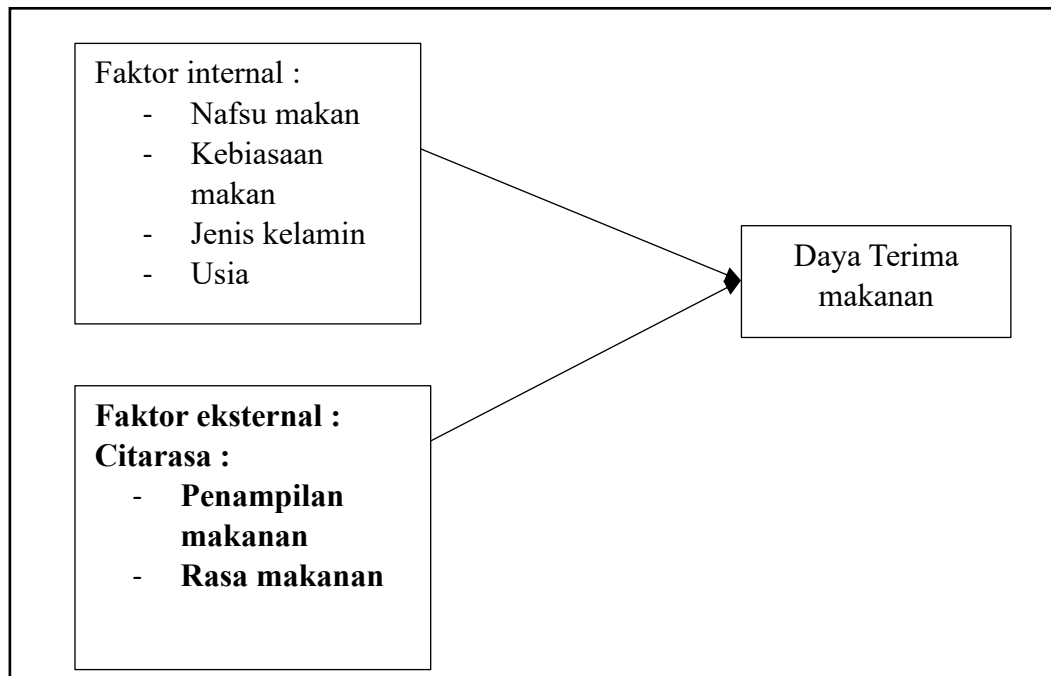 Faktor internal :
- Nafsu makan
- Kebiasaan
makan
- Jenis kelamin
- Usia
Daya Terima
makanan
Faktor eksternal :
Citarasa :
- Penampilan
makanan
- Rasa makanan